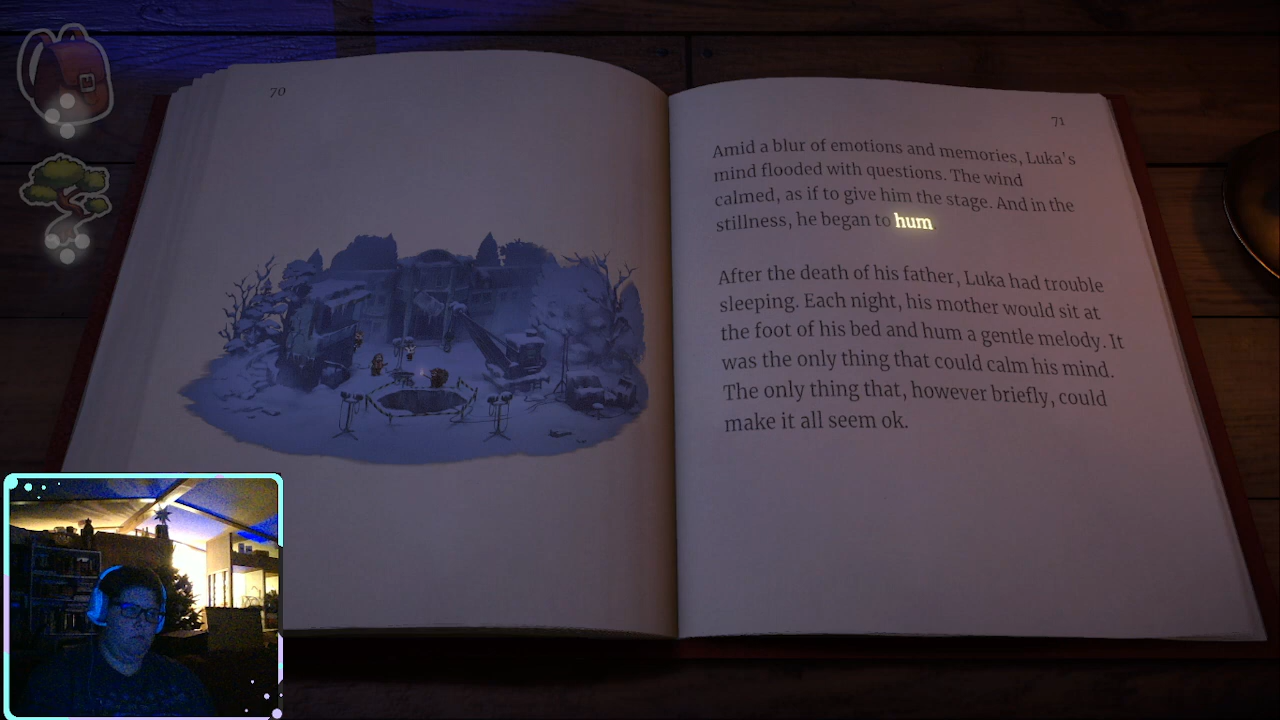 70
71
Amid a blur of emotions and memories, Luka's
mind flooded with questions. The wind
calmed, as if to give him the stage. And in the
stillness, he began to hum
After the death of his father, Luka had trouble
sleeping. Each night, his mother would sit at
the foot of his bed and hum a gentle melody. It
was the only thing that could calm his mind.
The only thing that, however briefly, could
make it all seem ok.